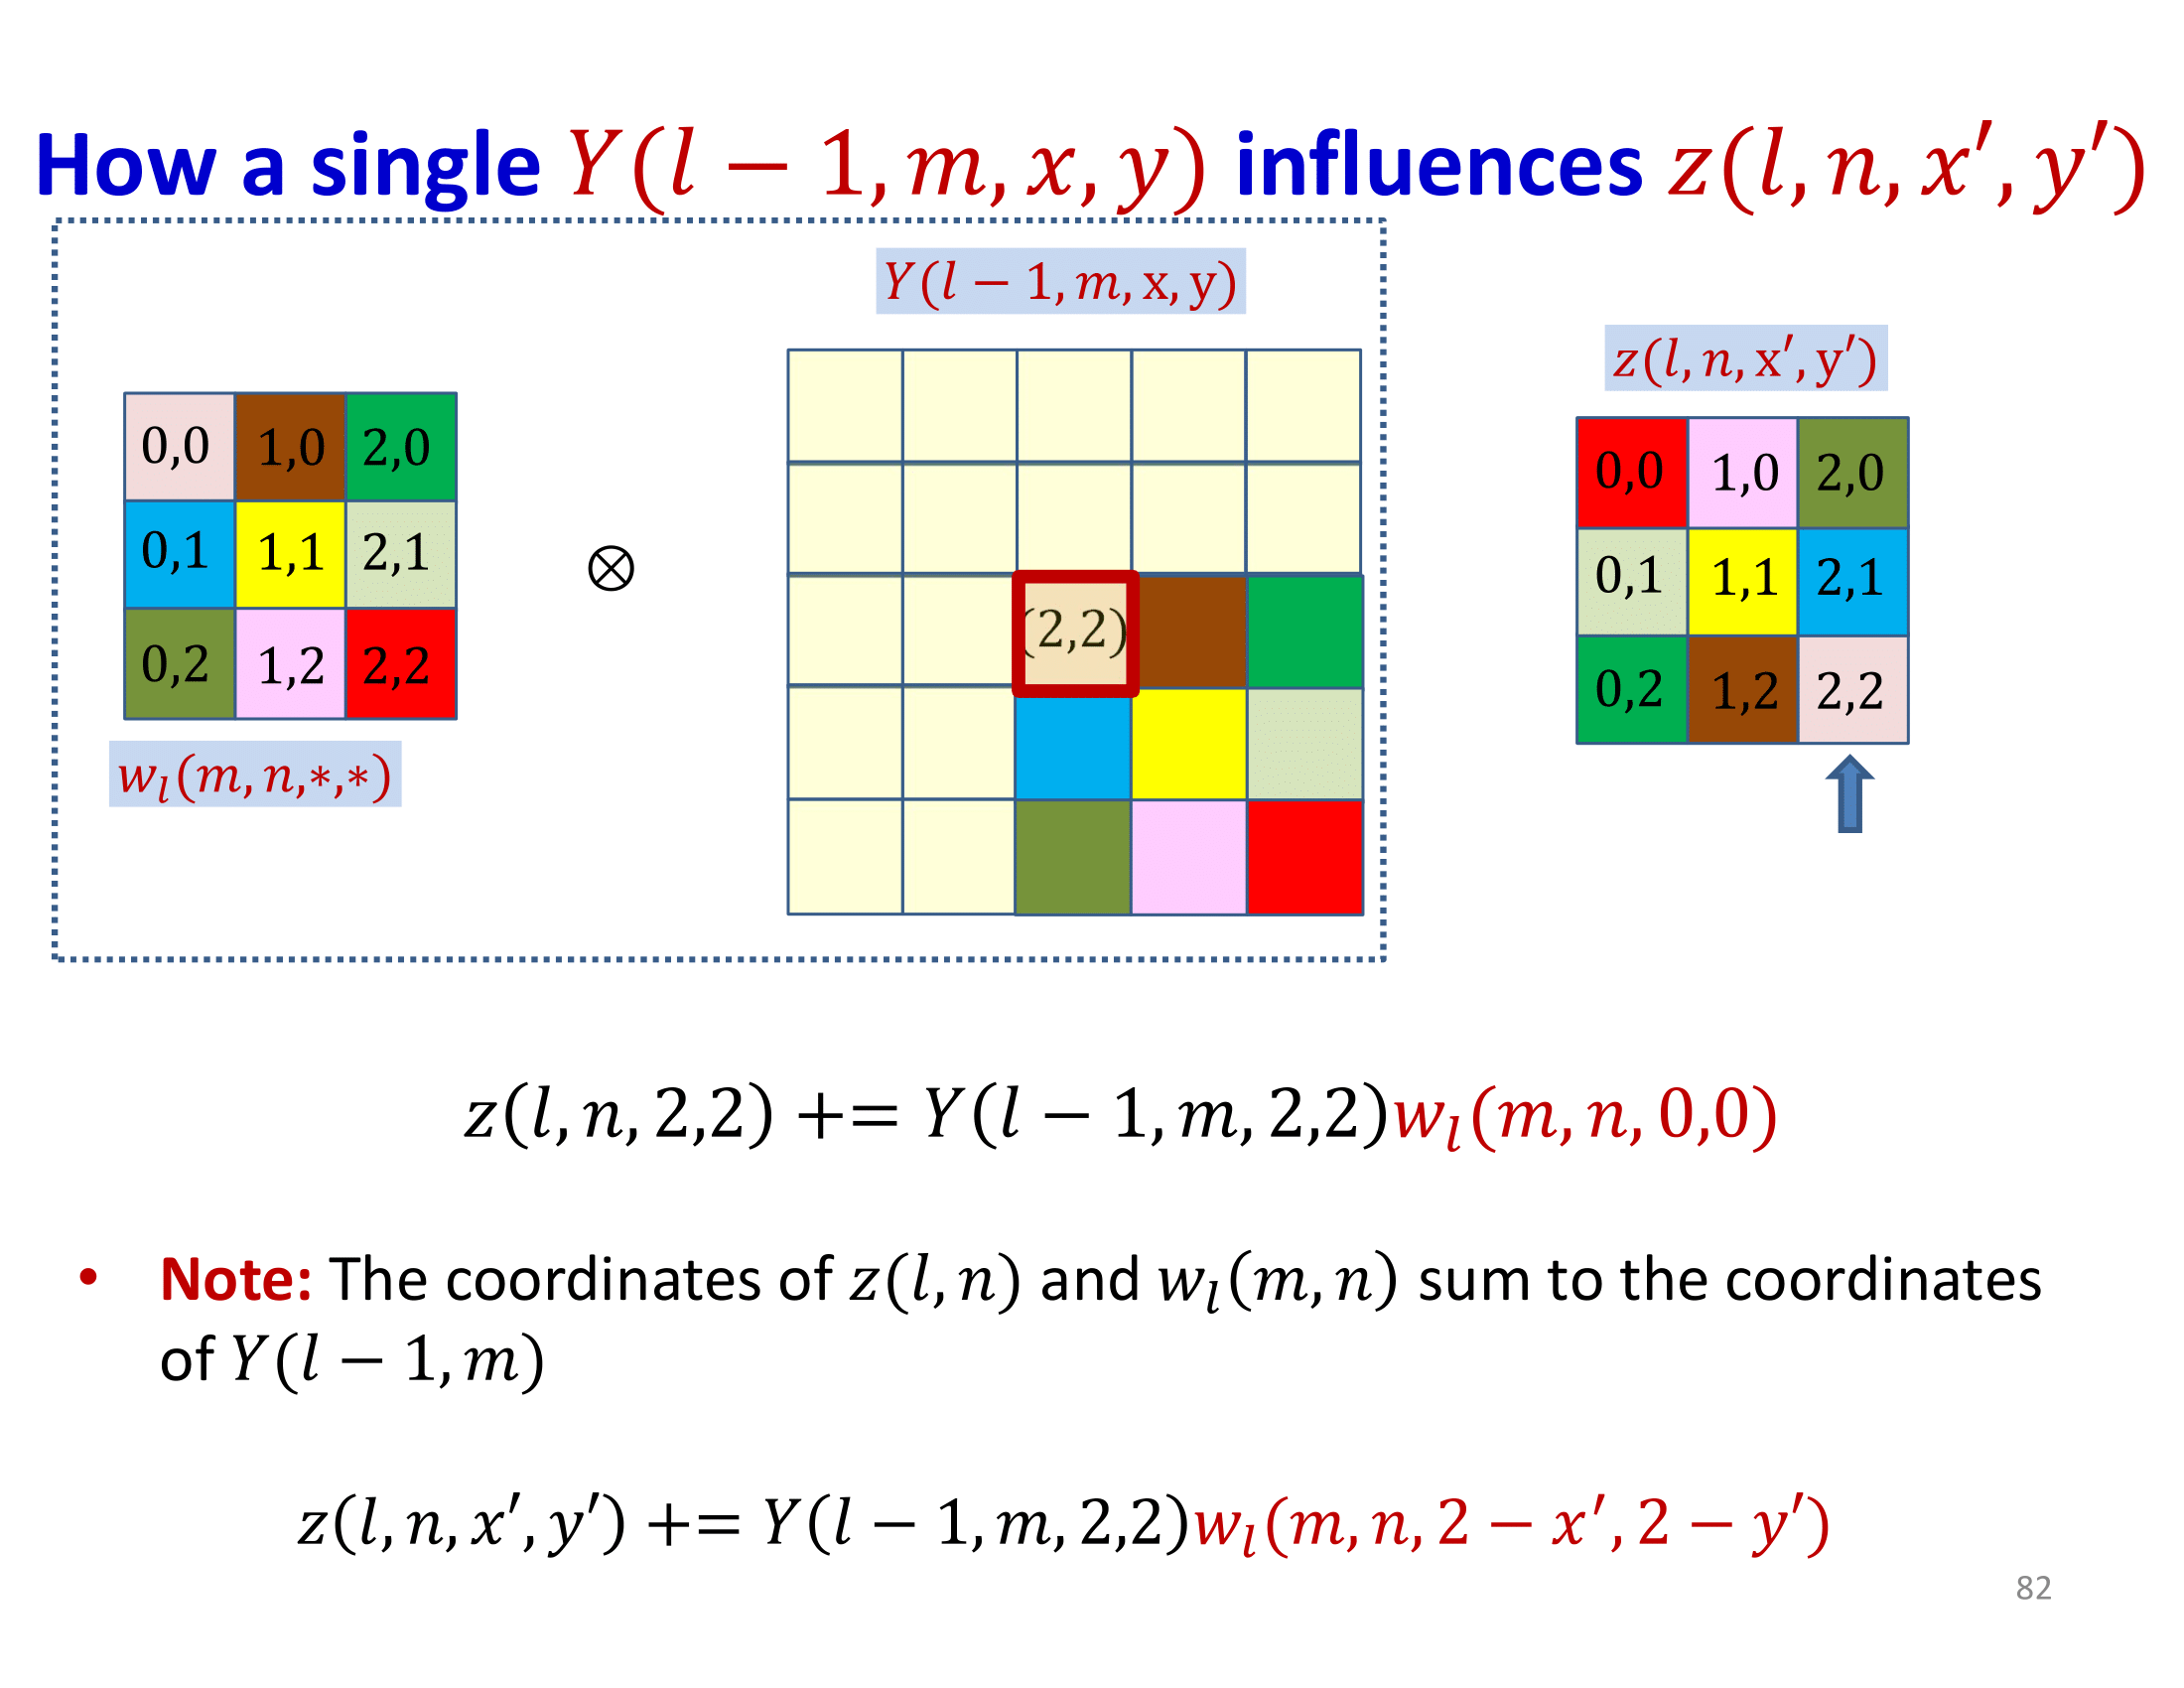 How a single Y(l − 1, m, x, y) influences z(l, n, x′, y′)
Y(l − 1, m, x, y)
z(l, n, x′, y′)
0,0 1,0 2,0
0,1 1,1 2,1
0,2 1,2 2,2
w_l(m, n,∗,∗)
⊗
(2,2)
0,0 1,0 2,0
0,1 1,1 2,1
0,2 1,2 2,2
z(l, n, 2,2) += Y(l − 1, m, 2,2)w_l(m, n, 0,0)
• Note: The coordinates of z(l, n) and w_l(m, n) sum to the coordinates
of Y(l − 1, m)
z(l, n, x′, y′) += Y(l − 1, m, 2,2)w_l(m, n, 2 − x′, 2 − y′)
82